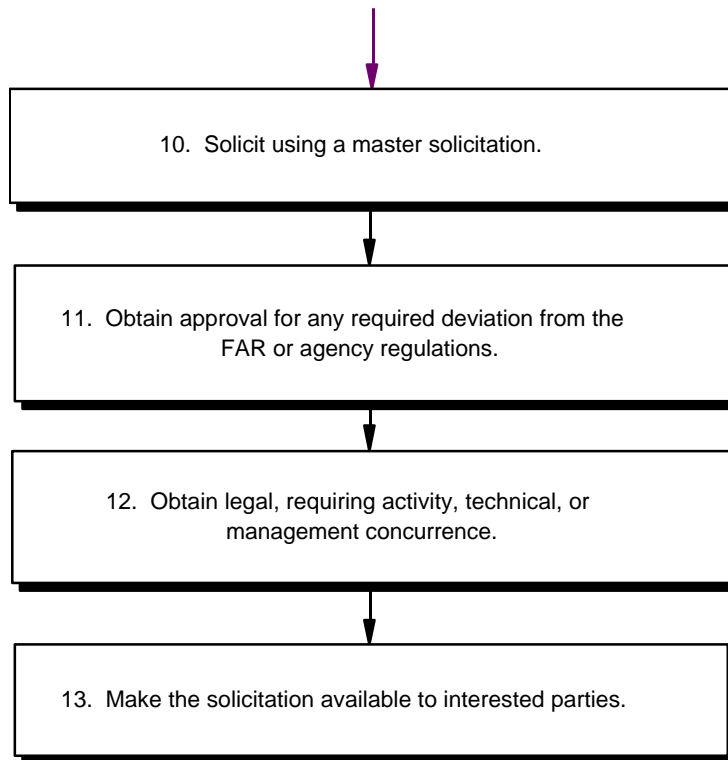 10. Solicit using a master solicitation.
11. Obtain approval for any required deviation from the
FAR or agency regulations.
12. Obtain legal, requiring activity, technical, or
management concurrence.
13. Make the solicitation available to interested parties.